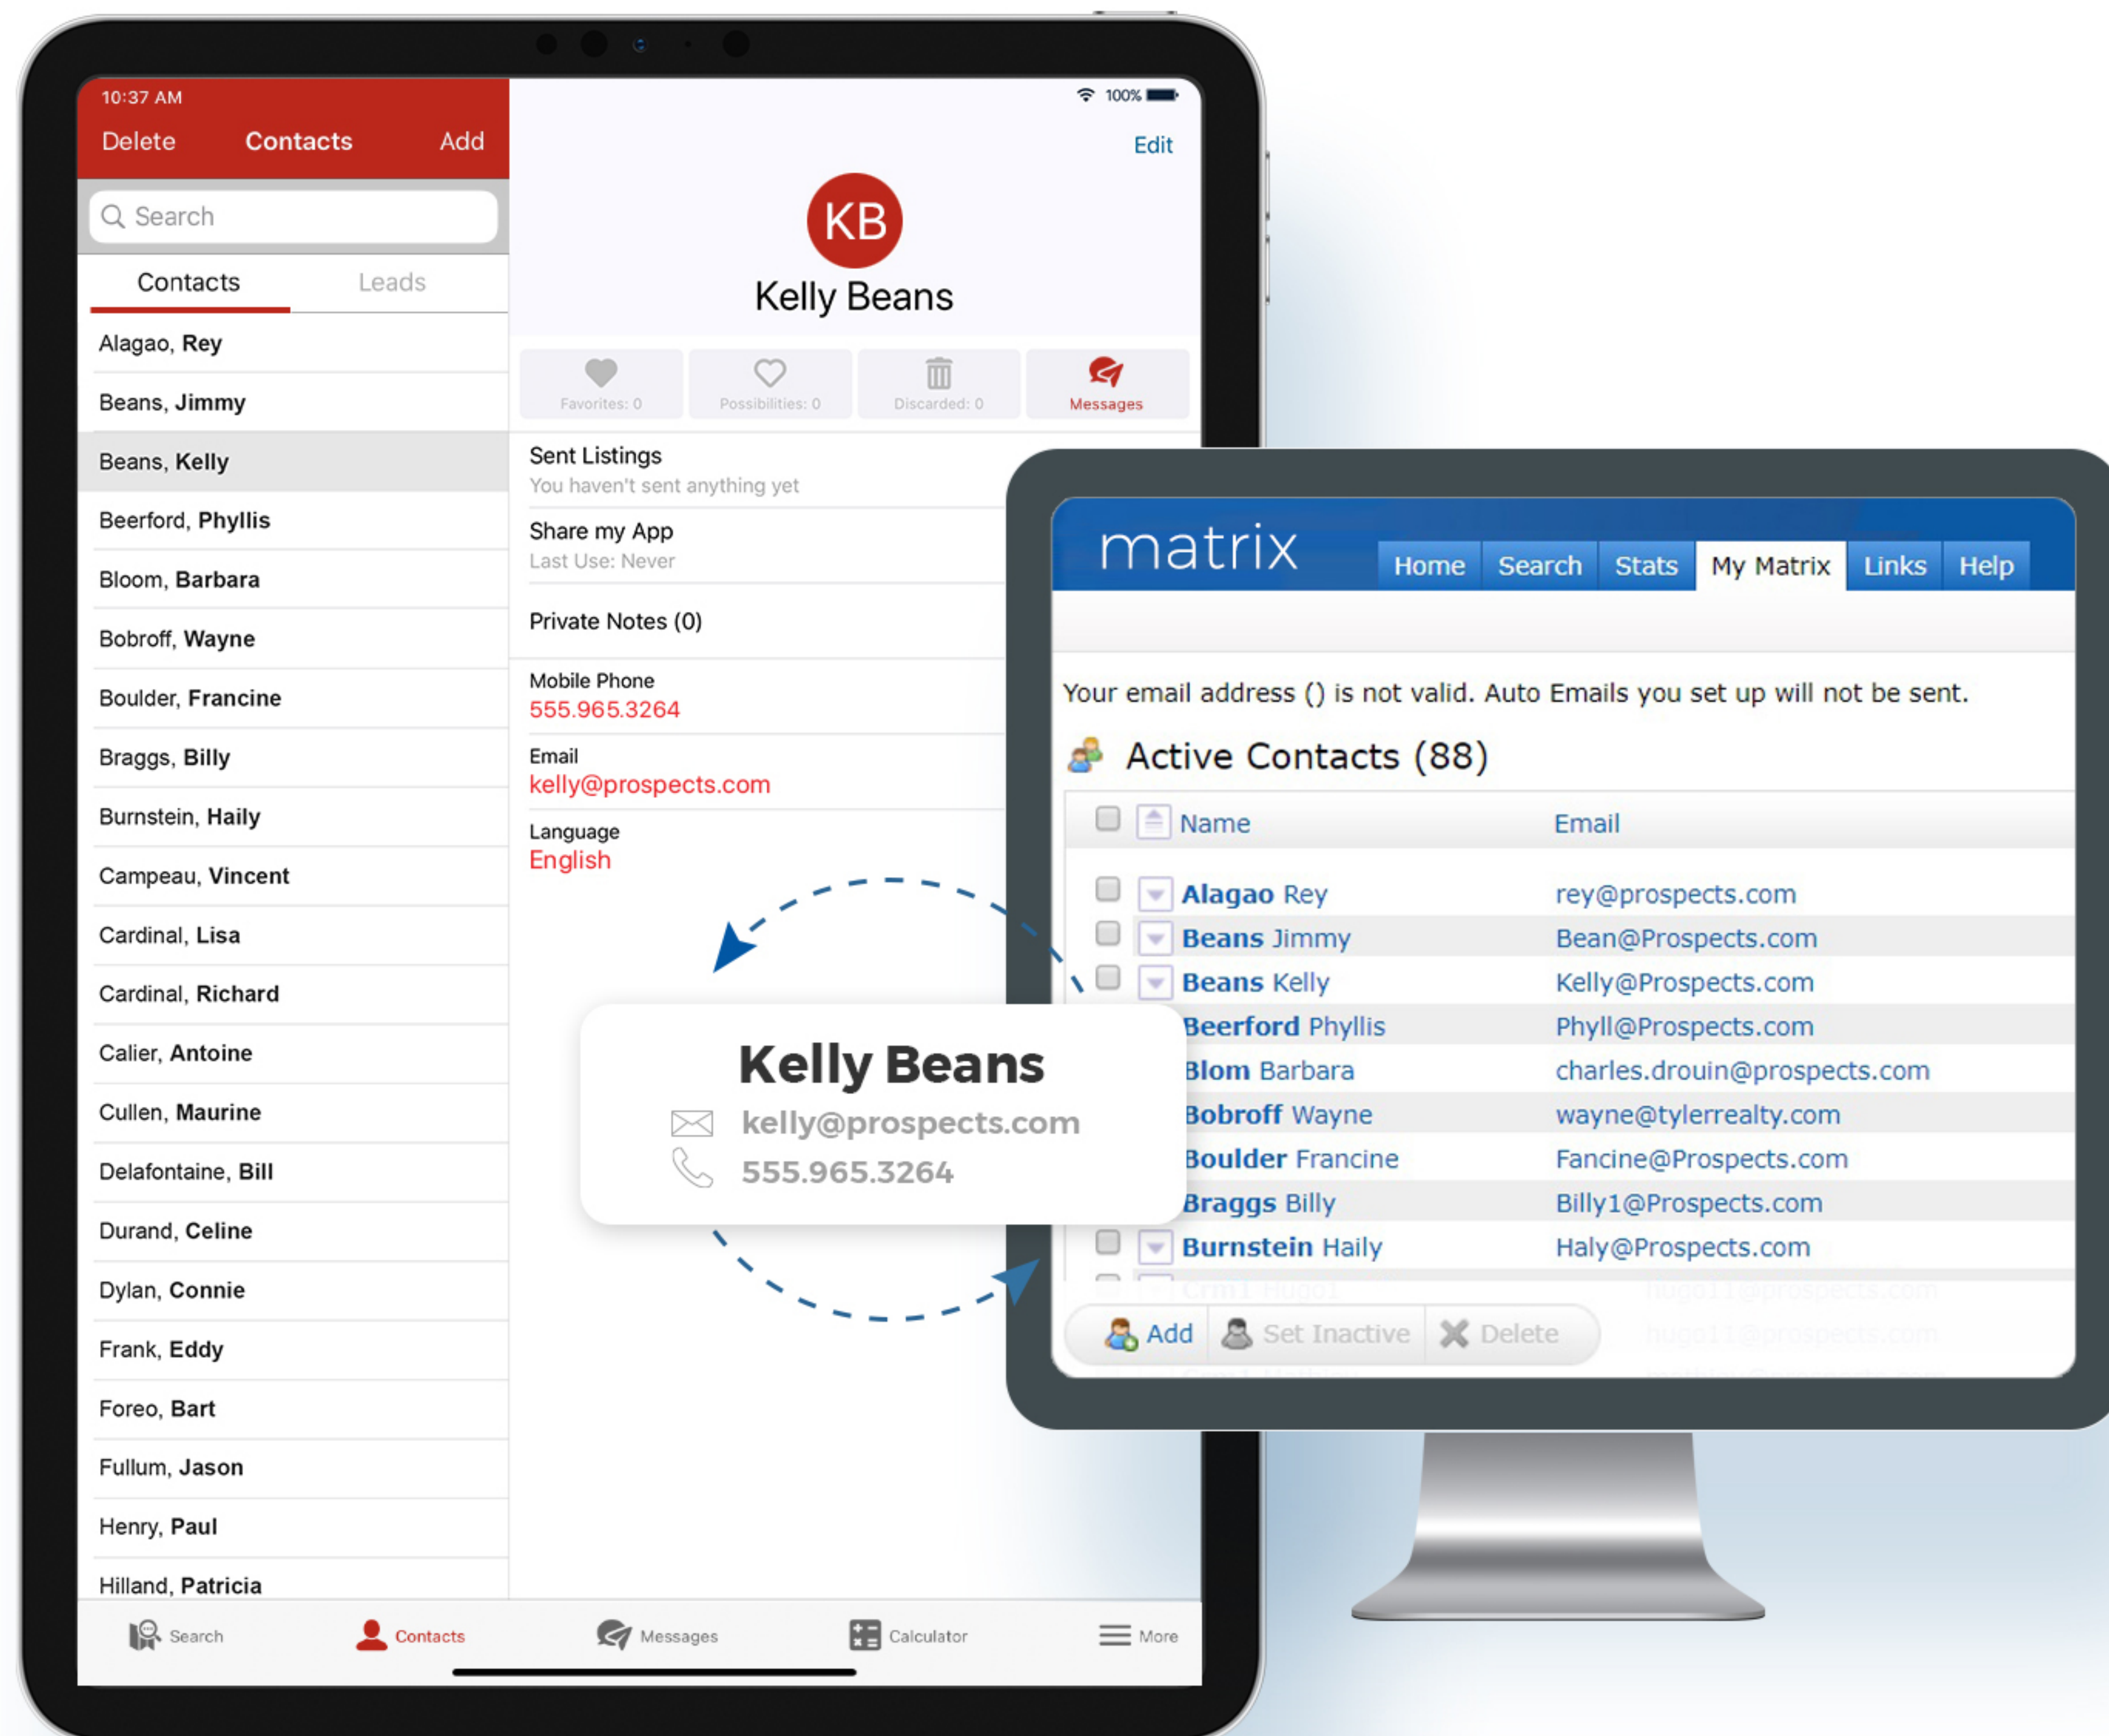 10:37 AM
Delete Contacts Add
Search
Contacts Leads
Alagao, Rey
Beans, Jimmy
Beans, Kelly
Beerford, Phyllis
Bloom, Barbara
Bobroff, Wayne
Boulder, Francine
Braggs, Billy
Burnstein, Haily
Campeau, Vincent
Cardinal, Lisa
Cardinal, Richard
Calier, Antoine
Cullen, Maurine
Delafontaine, Bill
Durand, Celine
Dylan, Connie
Frank, Eddy
Foreo, Bart
Fullum, Jason
Henry, Paul
Hilland, Patricia
100%
Edit
KB
Kelly Beans
Favorites: 0 Possibilities: 0 Discarded: 0 Messages
Sent Listings
You haven't sent anything yet
Share my App
Last Use: Never
Private Notes (0)
Mobile Phone
555.965.3264
Email
kelly@prospects.com
Language
English
Search Contacts Messages Calculator More
Kelly Beans
kelly@prospects.com
555.965.3264
matrix
Home Search Stats My Matrix Links Help
Your email address () is not valid. Auto Emails you set up will not be sent.
Active Contacts (88)
Name Email
Alagao Rey rey@prospects.com
Beans Jimmy Bean@Prospects.com
Beans Kelly Kelly@Prospects.com
Beerford Phyllis Phyll@Prospects.com
Blom Barbara charles.drouin@prospects.com
Bobroff Wayne wayne@tylerrealty.com
Boulder Francine Fancine@Prospects.com
Braggs Billy Billy1@Prospects.com
Burnstein Haily Haly@Prospects.com
Crm1 Hugo1 hugo11@prospects.com
Add Set Inactive Delete hugo11@prospects.com